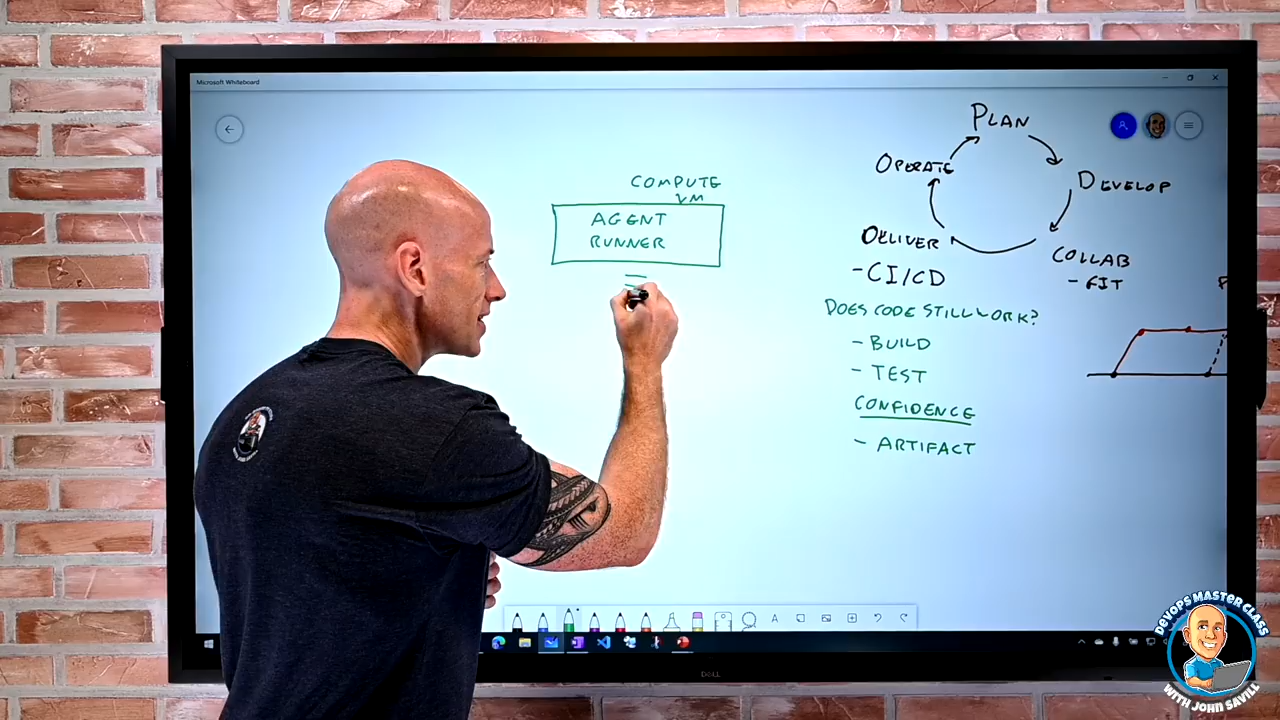 Microsoft Whiteboard
COMPUTE
VM
AGENT
RUNNER
PLAN
DEVELOP
COLLAB
- GIT
DELIVER
- CI/CD
OPERATE
DOES CODE STILL WORK?
- BUILD
- TEST
CONFIDENCE
- ARTIFACT
DELL
DEVOPS MASTER CLASS
WITH JOHN SAVILL